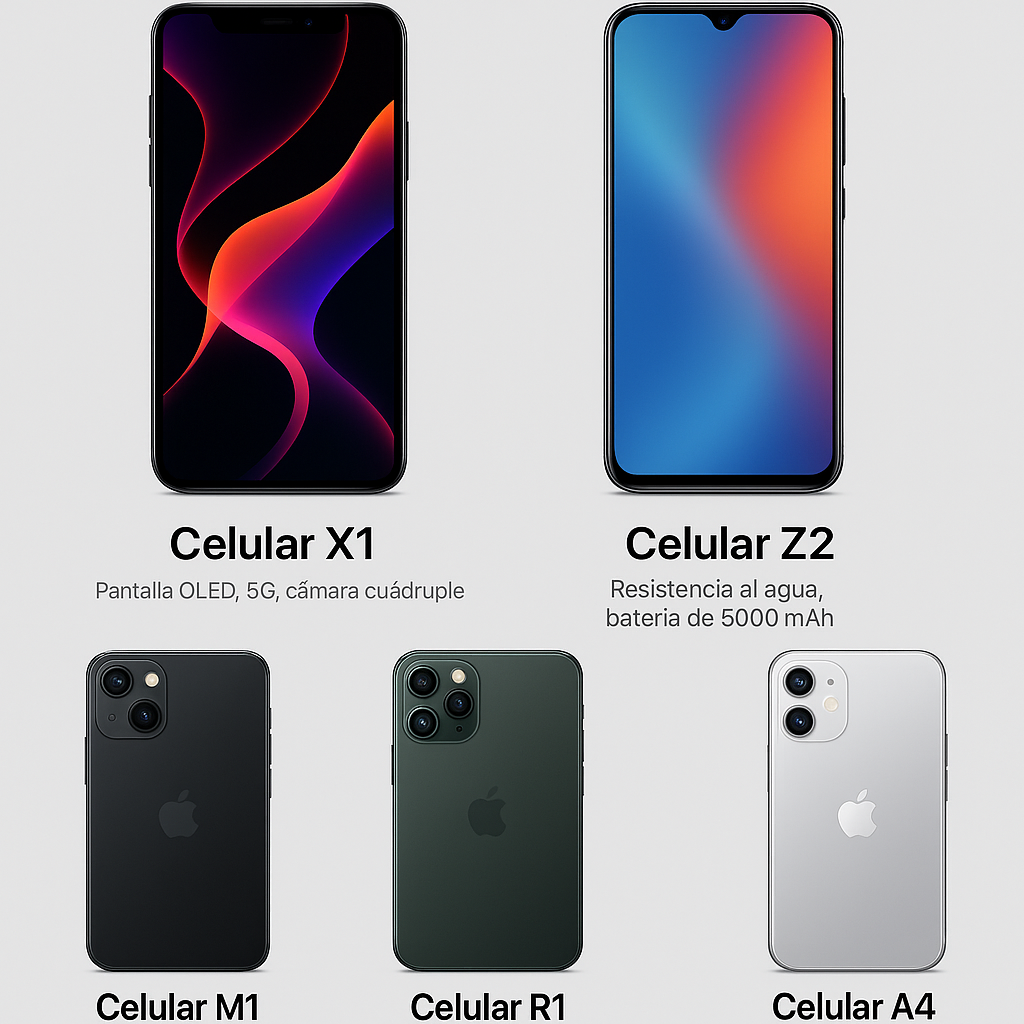 Celular X1
Pantalla OLED, 5G, cấmara cuádruple
Celular Z2
Resistencia al agua,
bateria de 5000 mAh
Celular M1
Celular R1
Celular A4